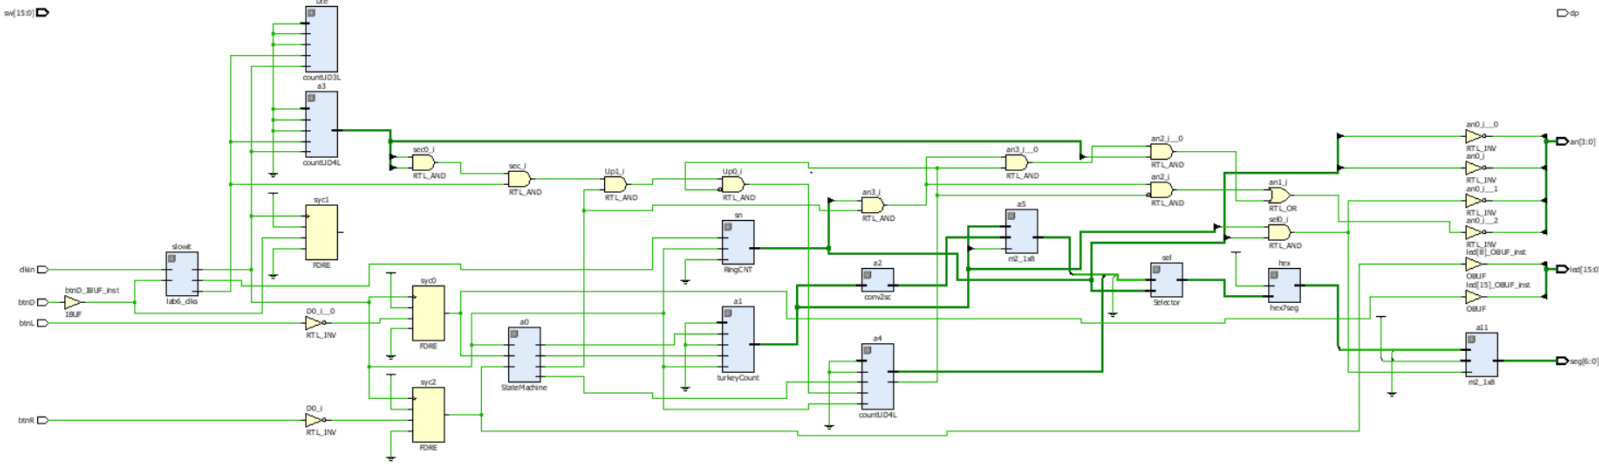 sw[15:0]
dp
countUD3L
a3
countUD4L
sec0_i
RTL_AND
sec_i
RTL_AND
Up1_i
RTL_AND
Up0_i
RTL_AND
an3_i
RTL_AND
an3_i__0
RTL_AND
an2_i__0
RTL_AND
an2_i
RTL_AND
an1_i
RTL_OR
sel0_i
RTL_AND
an0_i__0
RTL_INV
an0_i
RTL_INV
an0_i__1
RTL_INV
an0_i__2
RTL_INV
an[3:0]
led[8]_OBUF_inst
OBUF
led[15]_OBUF_inst
OBUF
led[15:0]
syc1
FDRE
slowit
lab6_clks
clkin
btnD
btnD_IBUF_inst
IBUF
btnL
D0_i__0
RTL_INV
syc0
FDRE
btnR
D0_i
RTL_INV
syc2
FDRE
a0
StateMachine
sn
RingCNT
a1
turkeyCount
a2
conv2sc
a4
countUD4L
a5
m2_1x8
sel
Selector
hex
hex7seg
a11
m2_1x8
seg[6:0]